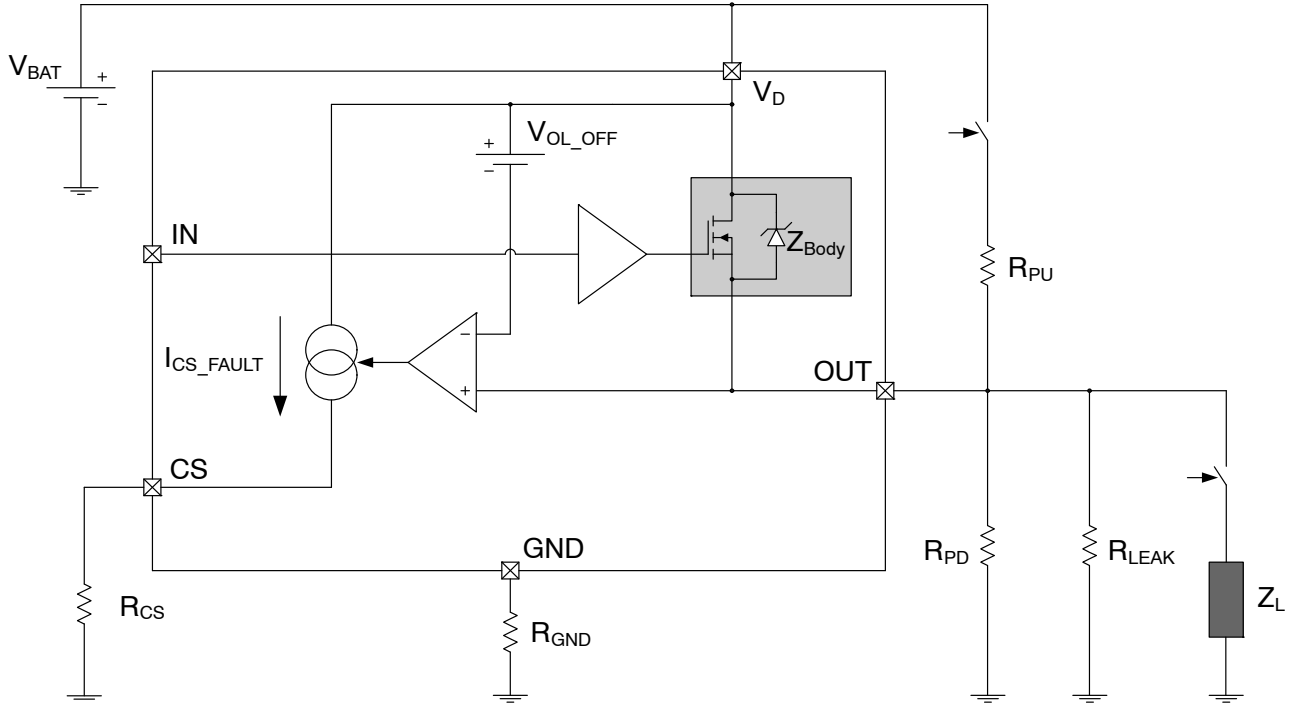 V_BAT
+
−
V_D
V_OL_OFF
+
−
IN
Z_Body
R_PU
I_CS_FAULT
−
+
OUT
CS
GND
R_PD
R_LEAK
Z_L
R_CS
R_GND